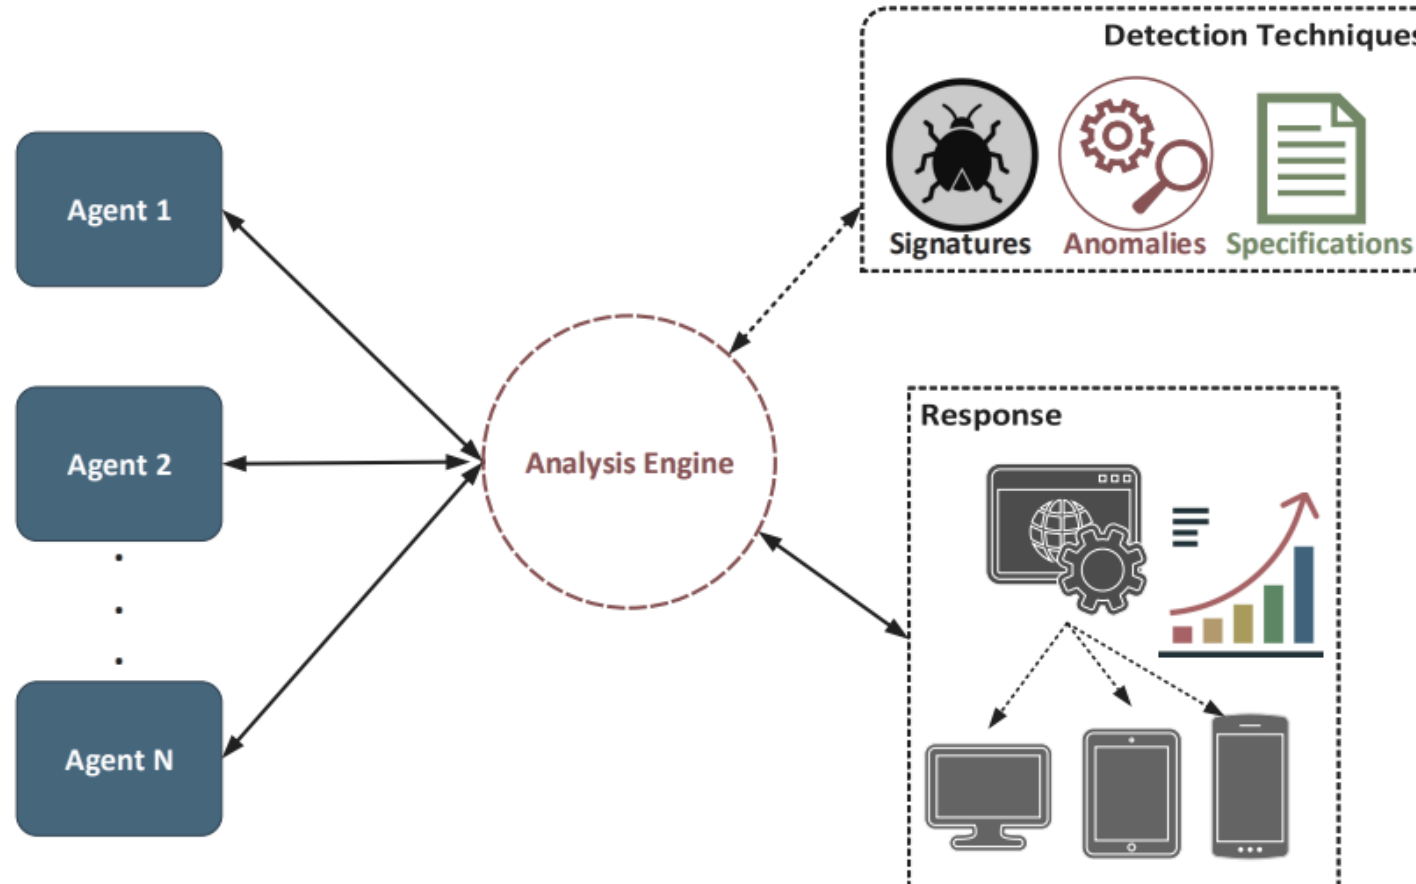 Detection Techniques
Signatures Anomalies Specifications
Agent 1
Agent 2
Agent N
Analysis Engine
Response